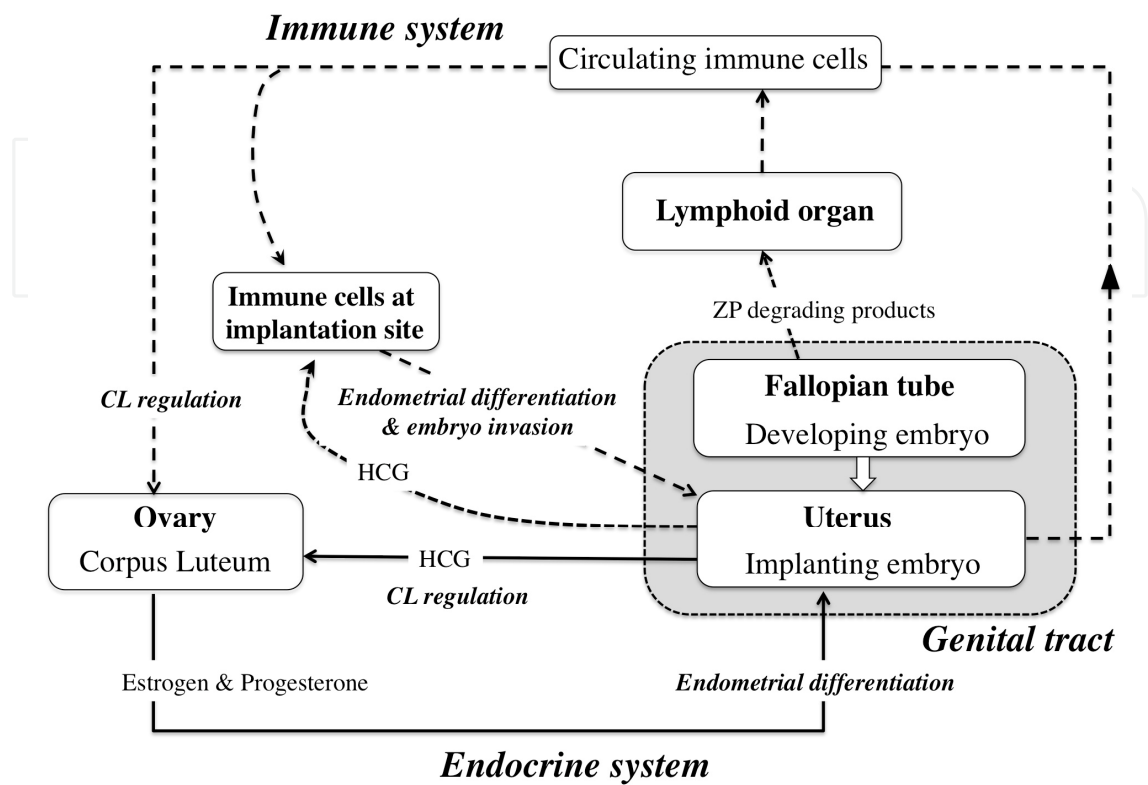 Immune system
Circulating immune cells
Lymphoid organ
Immune cells at
implantation site
ZP degrading products
Fallopian tube
Developing embryo
CL regulation
Endometrial differentiation
& embryo invasion
HCG
Ovary
Corpus Luteum
Uterus
Implanting embryo
HCG
CL regulation
Genital tract
Estrogen & Progesterone
Endometrial differentiation
Endocrine system